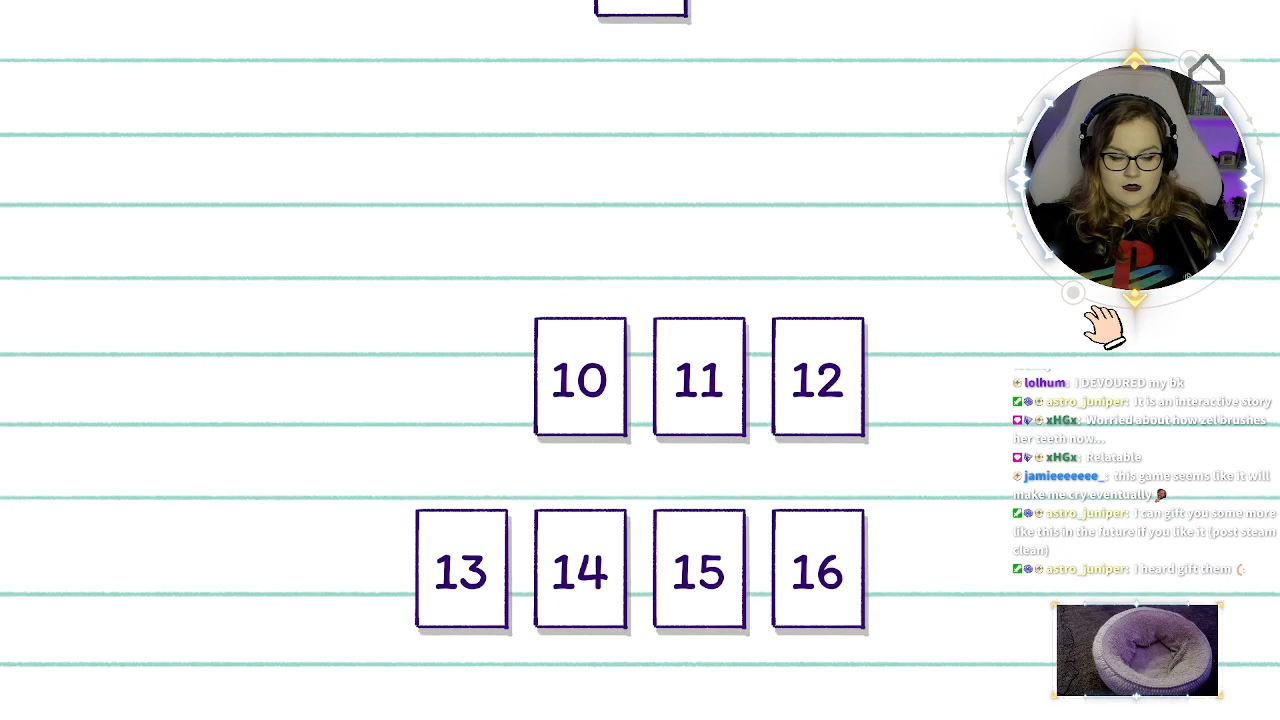 10 11 12
13 14 15 16
lolhum: I DEVOURED my bk
astro_juniper: It is an interactive story
xHGx: Worried about how zel brushes
her teeth now...
xHGx: Relatable
jamieeeeeee_: this game seems like it will
make me cry eventually
astro_juniper: I can gift you some more
like this in the future if you like it (post steam
clean)
astro_juniper: I heard gift them (: